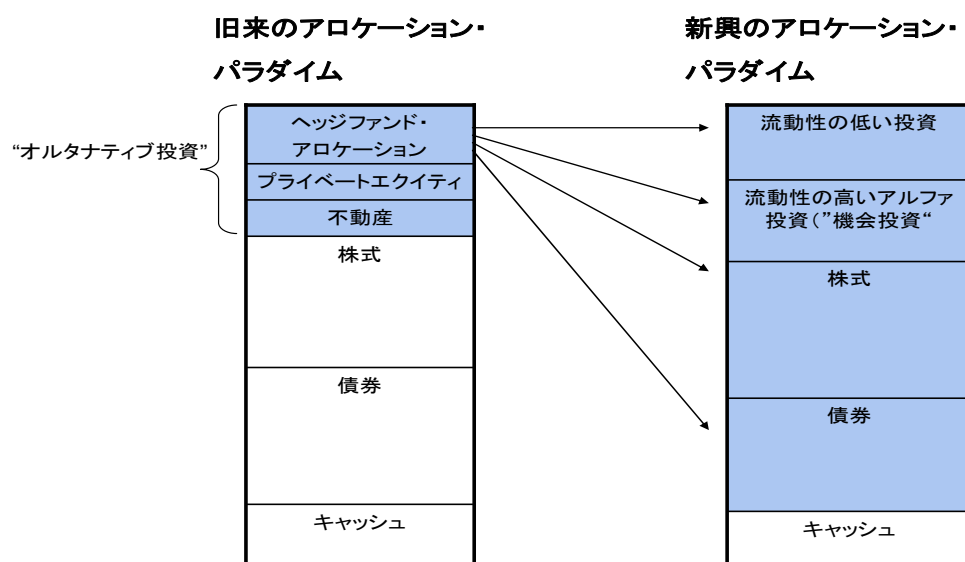 旧来のアロケーション・
パラダイム
“オルタナティブ投資”
ヘッジファンド・
アロケーション
プライベートエクイティ
不動産
株式
債券
キャッシュ
新興のアロケーション・
パラダイム
流動性の低い投資
流動性の高いアルファ
投資(”機会投資“
株式
債券
キャッシュ